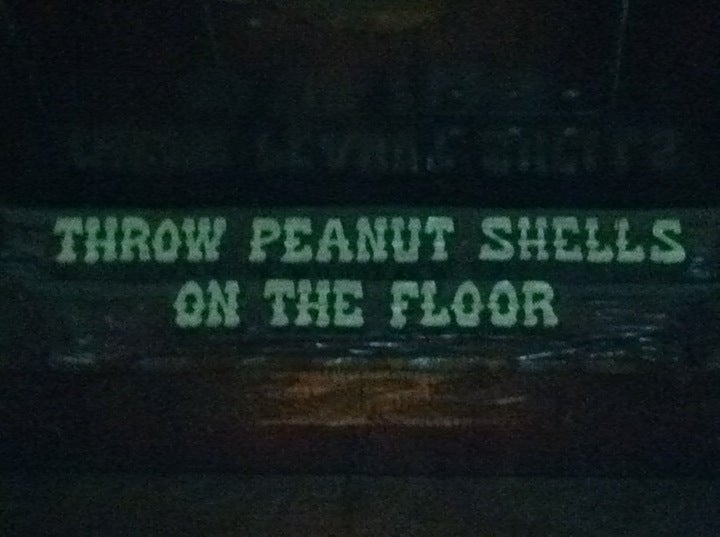 THROW PEANUT SHELLS
ON THE FLOOR